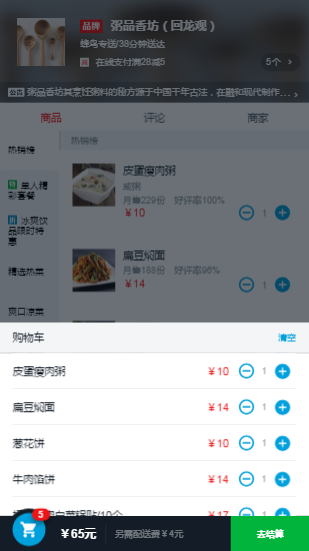 品牌 粥品香坊（回龙观）
蜂鸟专送/38分钟送达
减 在线支付满28减5
5个 >
公告 粥品香坊其烹饪粥料的秘方源于中国千年古法，在融和现代制作... >
商品 评论 商家
热销榜
单人精彩套餐
冰爽饮品限时特惠
精选热菜
爽口凉菜
热销榜
皮蛋瘦肉粥
咸粥
月售229份 好评率100%
￥10 1
扁豆焖面
月售188份 好评率96%
￥14 1
购物车 清空
皮蛋瘦肉粥 ￥10 1
扁豆焖面 ￥14 1
葱花饼 ￥10 1
牛肉馅饼 ￥14 1
￥17 1
5 ￥65元 另需配送费￥4元 去结算